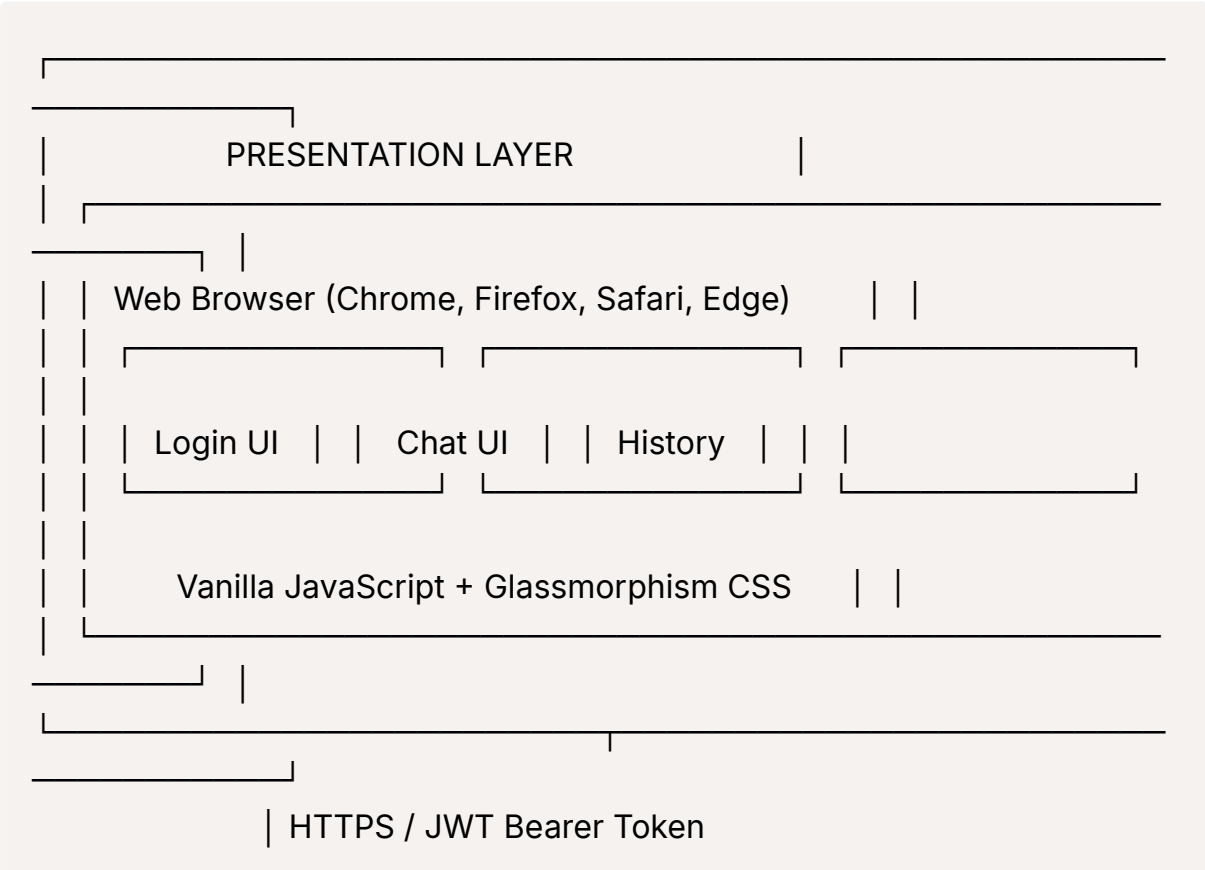 ┌──────────────────────────────────────────────────
────────────┐
│ PRESENTATION LAYER │
│ ┌────────────────────────────────────────────────
────────┐ │
│ │ Web Browser (Chrome, Firefox, Safari, Edge) │ │
│ │ ┌──────────────┐ ┌──────────────┐ ┌─────────────┐
│ │
│ │ │ Login UI │ │ Chat UI │ │ History │ │ │
│ │ └──────────────┘ └──────────────┘ └─────────────┘
│ │
│ │ Vanilla JavaScript + Glassmorphism CSS │ │
│ └────────────────────────────────────────────────
────────┘ │
└─────────────────────────┬────────────────────────
────────────┘
│ HTTPS / JWT Bearer Token